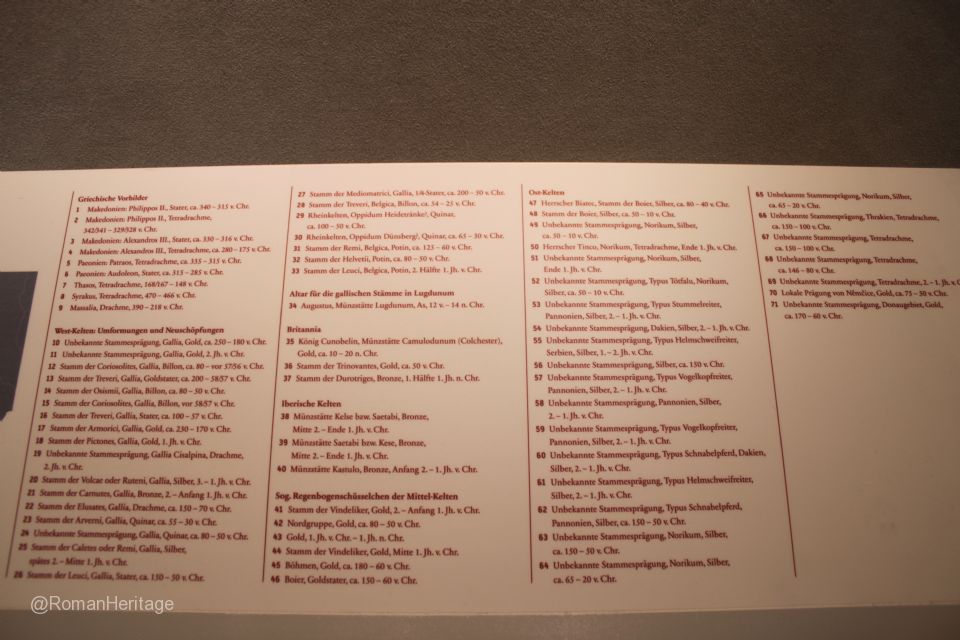 Griechische Vorbilder
1 Makedonien: Philippos II., Stater, ca. 340 – 315 v. Chr.
2 Makedonien: Philippos II., Tetradrachme,
342/341 – 329/328 v. Chr.
3 Makedonien: Alexandros III., Stater, ca. 330 – 316 v. Chr.
4 Makedonien: Alexandros III., Tetradrachme, ca. 280 – 175 v. Chr.
5 Paeonien: Patraos, Tetradrachme, ca. 335 – 315 v. Chr.
6 Paeonien: Audoleon, Stater, ca. 315 – 285 v. Chr.
7 Thasos, Tetradrachme, 168/167 – 148 v. Chr.
8 Syrakus, Tetradrachme, 470 – 466 v. Chr.
9 Massalia, Drachme, 390 – 218 v. Chr.
West-Kelten: Umformungen und Neuschöpfungen
10 Unbekannte Stammesprägung, Gallia, Gold, ca. 250 – 180 v. Chr.
11 Unbekannte Stammesprägung, Gallia, Gold, 2. Jh. v. Chr.
12 Stamm der Coriosolites, Gallia, Billon, ca. 80 – vor 57/56 v. Chr.
13 Stamm der Treveri, Gallia, Goldstater, ca. 200 – 58/57 v. Chr.
14 Stamm der Osismii, Gallia, Billon, ca. 80 – 50 v. Chr.
15 Stamm der Coriosolites, Gallia, Billon, vor 58/57 v. Chr.
16 Stamm der Treveri, Gallia, Stater, ca. 100 – 57 v. Chr.
17 Stamm der Armorici, Gallia, Gold, ca. 230 – 170 v. Chr.
18 Stamm der Pictones, Gallia, Gold, 1. Jh. v. Chr.
19 Unbekannte Stammesprägung, Gallia Cisalpina, Drachme,
2. Jh. v. Chr.
20 Stamm der Volcae oder Ruteni, Gallia, Silber, 3. – 1. Jh. v. Chr.
21 Stamm der Carnutes, Gallia, Bronze, 2. – Anfang 1. Jh. v. Chr.
22 Stamm der Elusates, Gallia, Drachme, ca. 150 – 70 v. Chr.
23 Stamm der Arverni, Gallia, Quinar, ca. 55 – 30 v. Chr.
24 Unbekannte Stammesprägung, Gallia, Quinar, ca. 80 – 50 v. Chr.
25 Stamm der Caletes oder Remi, Gallia, Silber,
spätes 2. – Mitte 1. Jh. v. Chr.
26 Stamm der Leuci, Gallia, Stater, ca. 150 – 50 v. Chr.
27 Stamm der Mediomatrici, Gallia, 1/4-Stater, ca. 200 – 50 v. Chr.
28 Stamm der Treveri, Belgica, Billon, ca. 54 – 25 v. Chr.
29 Rheinkelten, Oppidum Heidetränke?, Quinar,
ca. 100 – 50 v. Chr.
30 Rheinkelten, Oppidum Dünsberg?, Quinar, ca. 65 – 30 v. Chr.
31 Stamm der Remi, Belgica, Potin, ca. 125 – 60 v. Chr.
32 Stamm der Helvetii, Potin, ca. 80 – 50 v. Chr.
33 Stamm der Leuci, Belgica, Potin, 2. Hälfte 1. Jh. v. Chr.
Altar für die gallischen Stämme in Lugdunum
34 Augustus, Münzstätte Lugdunum, As, 12 v. – 14 n. Chr.
Britannia
35 König Cunobelin, Münzstätte Camulodunum (Colchester),
Gold, ca. 10 – 20 n. Chr.
36 Stamm der Trinovantes, Gold, ca. 50 v. Chr.
37 Stamm der Durotriges, Bronze, 1. Hälfte 1. Jh. n. Chr.
Iberische Kelten
38 Münzstätte Kelse bzw. Saetabi, Bronze,
Mitte 2. – Ende 1. Jh. v. Chr.
39 Münzstätte Saetabi bzw. Kese, Bronze,
Mitte 2. – Ende 1. Jh. v. Chr.
40 Münzstätte Kastulo, Bronze, Anfang 2. – 1. Jh. v. Chr.
Sog. Regenbogenschüsselchen der Mittel-Kelten
41 Stamm der Vindeliker, Gold, 2. – Anfang 1. Jh. v. Chr.
42 Nordgruppe, Gold, ca. 80 – 50 v. Chr.
43 Gold, 1. Jh. v. Chr. – 1. Jh. n. Chr.
44 Stamm der Vindeliker, Gold, Mitte 1. Jh. v. Chr.
45 Böhmen, Gold, ca. 180 – 60 v. Chr.
46 Boier, Goldstater, ca. 150 – 60 v. Chr.
Ost-Kelten
47 Herrscher Biatec, Stamm der Boier, Silber, ca. 80 – 40 v. Chr.
48 Stamm der Boier, Silber, ca. 50 – 10 v. Chr.
49 Unbekannte Stammesprägung, Norikum, Silber,
ca. 50 – 10 v. Chr.
50 Herrscher Tinco, Norikum, Tetradrachme, Ende 1. Jh. v. Chr.
51 Unbekannte Stammesprägung, Norikum, Silber,
Ende 1. Jh. v. Chr.
52 Unbekannte Stammesprägung, Typus Tótfalu, Norikum,
Silber, ca. 50 – 10 v. Chr.
53 Unbekannte Stammesprägung, Typus Stummelreiter,
Pannonien, Silber, 2. – 1. Jh. v. Chr.
54 Unbekannte Stammesprägung, Dakien, Silber, 2. – 1. Jh. v. Chr.
55 Unbekannte Stammesprägung, Typus Helmschweifreiter,
Serbien, Silber, 1. – 2. Jh. v. Chr.
56 Unbekannte Stammesprägung, Silber, ca. 150 v. Chr.
57 Unbekannte Stammesprägung, Typus Vogelkopfreiter,
Pannonien, Silber, 2. – 1. Jh. v. Chr.
58 Unbekannte Stammesprägung, Pannonien, Silber,
2. – 1. Jh. v. Chr.
59 Unbekannte Stammesprägung, Typus Vogelkopfreiter,
Pannonien, Silber, 2. – 1. Jh. v. Chr.
60 Unbekannte Stammesprägung, Typus Schnabelpferd, Dakien,
Silber, 2. – 1. Jh. v. Chr.
61 Unbekannte Stammesprägung, Typus Helmschweifreiter,
Silber, 2. – 1. Jh. v. Chr.
62 Unbekannte Stammesprägung, Typus Schnabelpferd,
Pannonien, Silber, ca. 150 – 50 v. Chr.
63 Unbekannte Stammesprägung, Norikum, Silber,
ca. 150 – 50 v. Chr.
64 Unbekannte Stammesprägung, Norikum, Silber,
ca. 65 – 20 v. Chr.
65 Unbekannte Stammesprägung, Norikum, Silber,
ca. 65 – 20 v. Chr.
66 Unbekannte Stammesprägung, Thrakien, Tetradrachme,
ca. 150 – 100 v. Chr.
67 Unbekannte Stammesprägung, Tetradrachme,
ca. 150 – 100 v. Chr.
68 Unbekannte Stammesprägung, Tetradrachme,
ca. 146 – 80 v. Chr.
69 Unbekannte Stammesprägung, Tetradrachme, 2. – 1. Jh. v. C
70 Lokale Prägung von Němčice, Gold, ca. 75 – 50 v. Chr.
71 Unbekannte Stammesprägung, Donaugebiet, Gold,
ca. 170 – 60 v. Chr.
@RomanHeritage